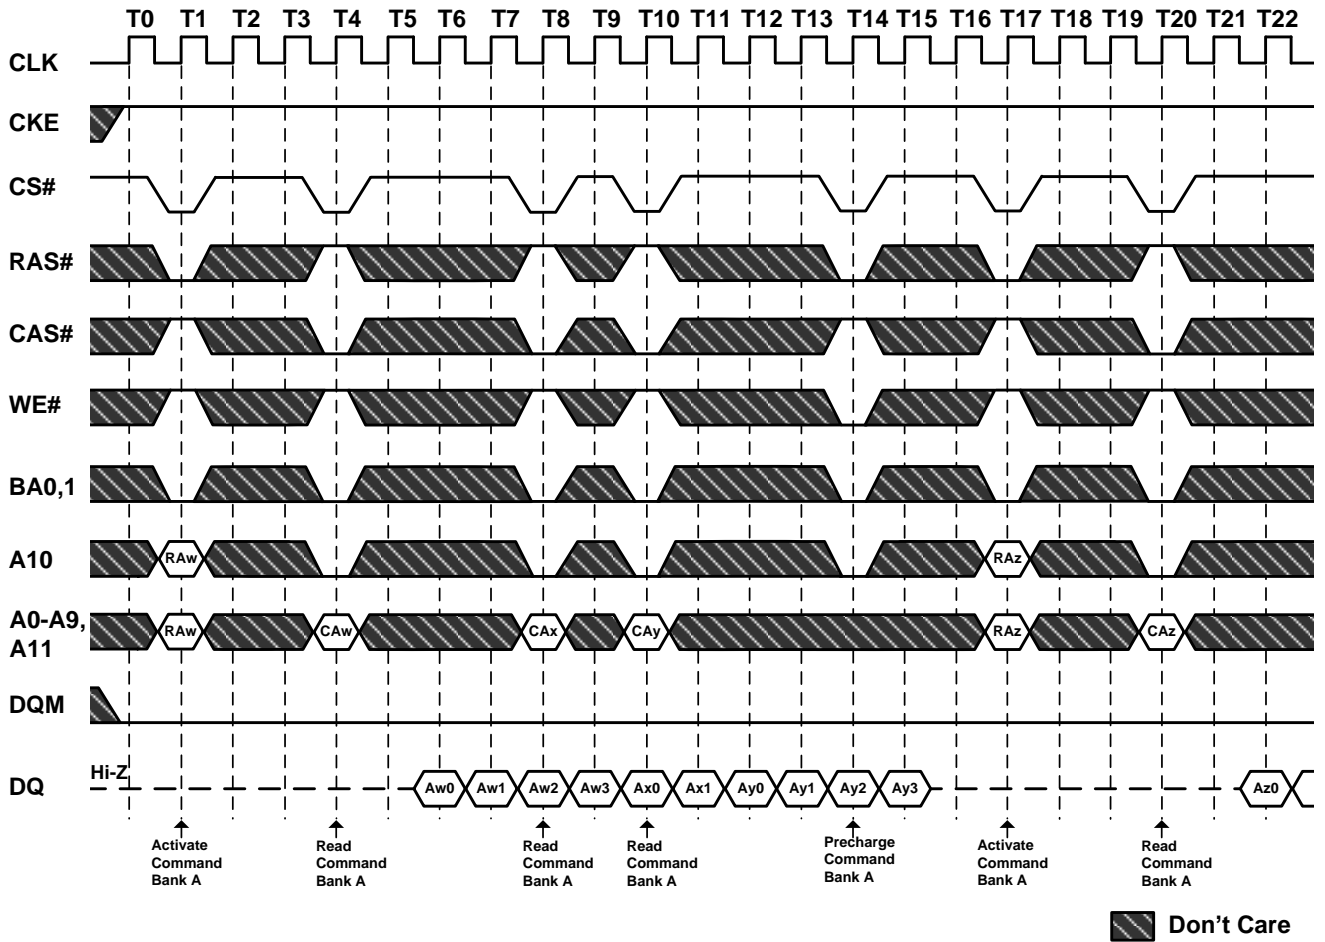 T0 T1 T2 T3 T4 T5 T6 T7 T8 T9 T10 T11 T12 T13 T14 T15 T16 T17 T18 T19 T20 T21 T22
CLK
CKE
CS#
RAS#
CAS#
WE#
BA0,1
A10 RAw RAz
A0-A9,
A11
RAw CAw CAx CAy RAz CAz
DQM
DQ
Hi-Z
Aw0 Aw1 Aw2 Aw3 Ax0 Ax1 Ay0 Ay1 Ay2 Ay3 Az0
Activate
Command
Bank A
Read
Command
Bank A
Read
Command
Bank A
Read
Command
Bank A
Precharge
Command
Bank A
Activate
Command
Bank A
Read
Command
Bank A
Don't Care